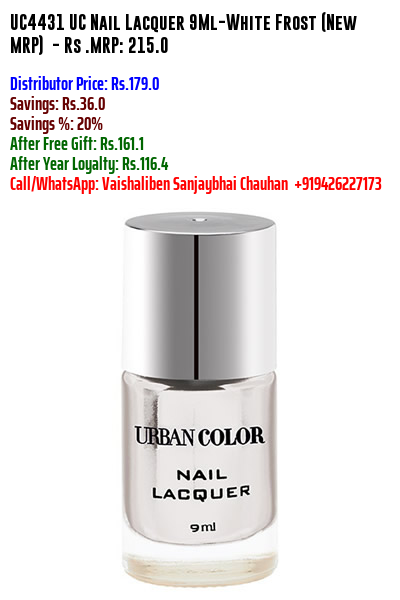 UC4431 UC Nail Lacquer 9Ml-White Frost (New
MRP) - Rs .MRP: 215.0
Distributor Price: Rs.179.0
Savings: Rs.36.0
Savings %: 20%
After Free Gift: Rs.161.1
After Year Loyalty: Rs.116.4
Call/WhatsApp: Vaishaliben Sanjaybhai Chauhan +919426227173
URBAN COLOR
NAIL
LACQUER
9ml